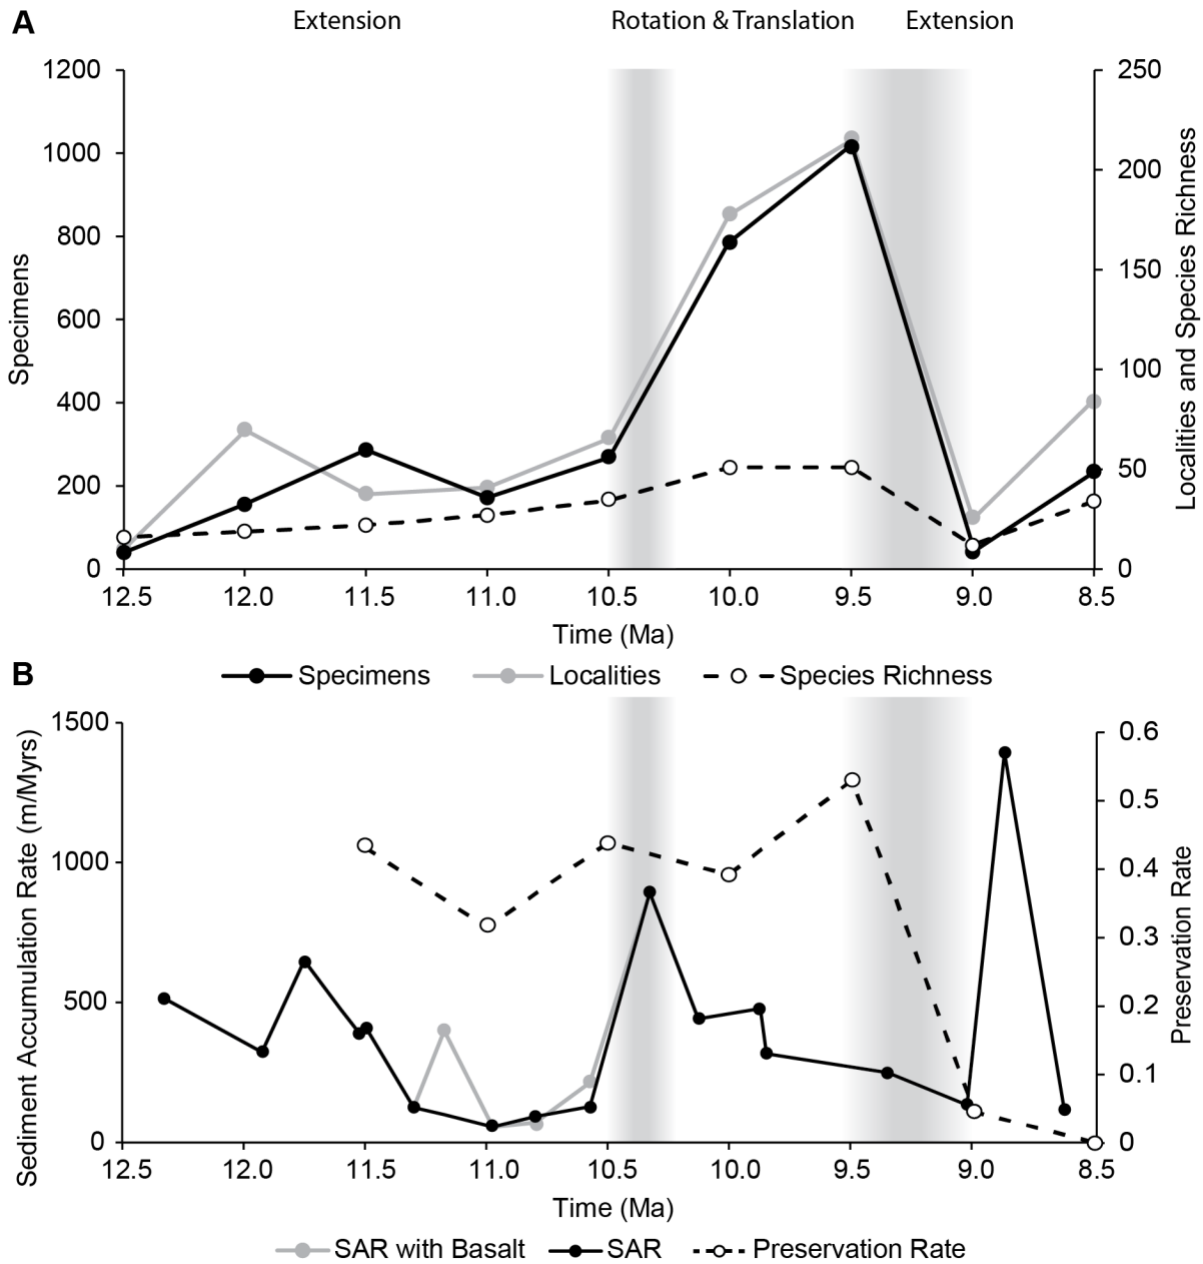 A
Extension Rotation & Translation Extension
1200 250
1000 200
800 150
600
400 100
200 50
0 0
Specimens
Localities and Species Richness
12.5 12.0 11.5 11.0 10.5 10.0 9.5 9.0 8.5
Time (Ma)
Specimens Localities Species Richness
B
1500 0.6
0.5
1000 0.4
0.3
500 0.2
0.1
0 0
Sediment Accumulation Rate (m/Myrs)
Preservation Rate
12.5 12.0 11.5 11.0 10.5 10.0 9.5 9.0 8.5
Time (Ma)
SAR with Basalt SAR Preservation Rate